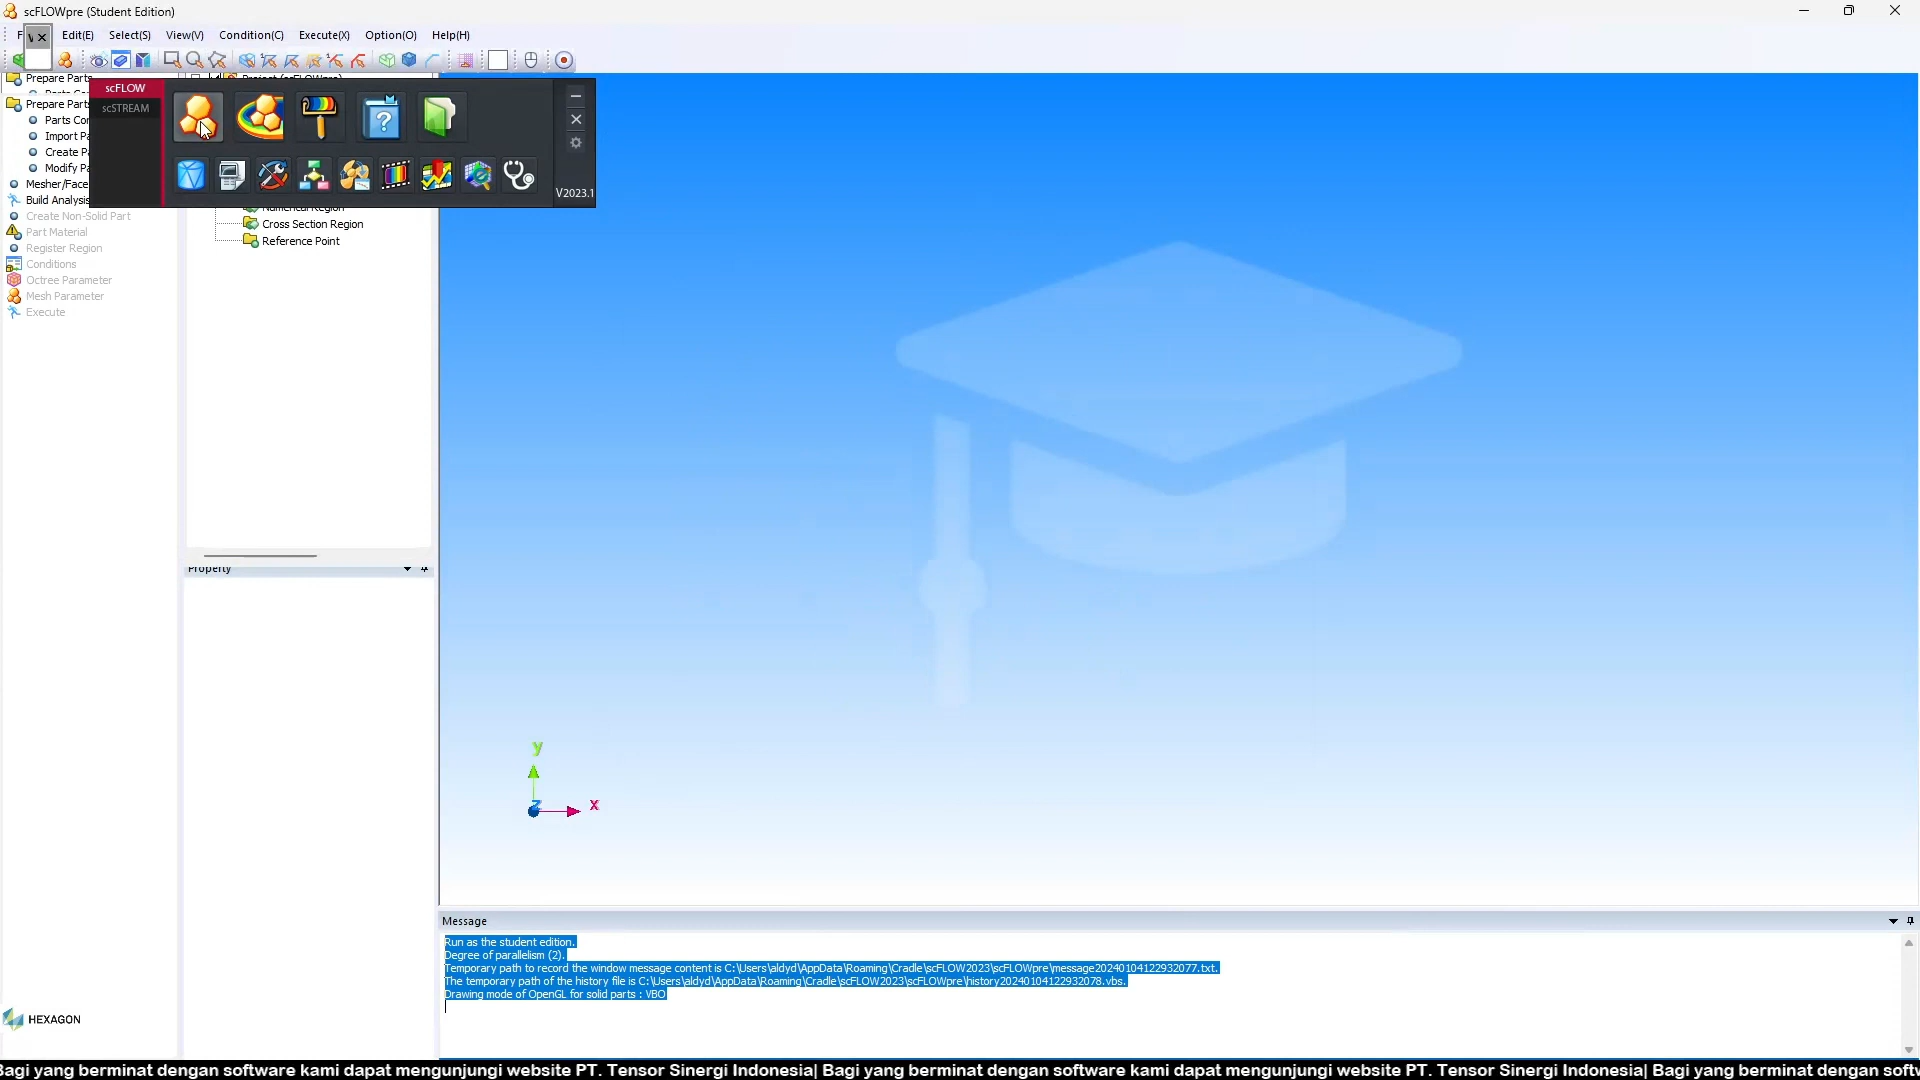 scFLOWpre (Student Edition)
F Edit(E) Select(S) View(V) Condition(C) Execute(X) Option(O) Help(H)
Prepare Parts
Prepare Parts
Parts Co
Import Pa
Create P
Modify Pa
Mesher/Face
Build Analysis
Create Non-Solid Part
Part Material
Register Region
Conditions
Octree Parameter
Mesh Parameter
Execute
HEXAGON
scFLOW
scSTREAM
V2023.1
Numerical Region
Cross Section Region
Reference Point
Property
y
z
x
Message
Run as the student edition.
Degree of parallelism (2).
Temporary path to record the window message content is C:\Users\aldyd\AppData\Roaming\Cradle\scFLOW2023\scFLOWpre\message20240104122932077.txt.
The temporary path of the history file is C:\Users\aldyd\AppData\Roaming\Cradle\scFLOW2023\scFLOWpre\history20240104122932078.vbs.
Drawing mode of OpenGL for solid parts : VBO
Bagi yang berminat dengan software kami dapat mengunjungi website PT. Tensor Sinergi Indonesia| Bagi yang berminat dengan software kami dapat mengunjungi website PT. Tensor Sinergi Indonesia| Bagi yang berminat dengan softw